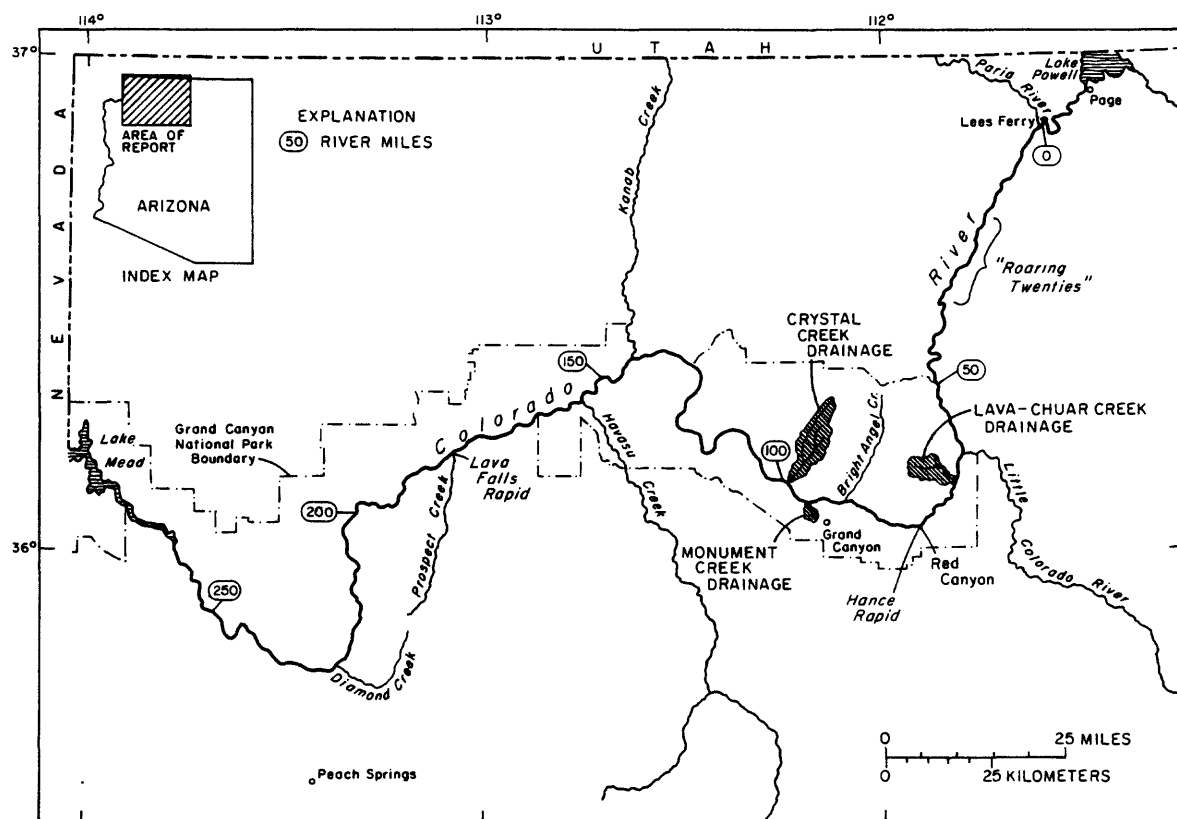 114°
113°
112°
37°
36°
U T A H
N E V A D A
AREA OF
REPORT
ARIZONA
INDEX MAP
EXPLANATION
50 RIVER MILES
Kanab Creek
Paria River
Lake
Powell
Page
Lees Ferry
0
"Roaring
Twenties"
Colorado River
CRYSTAL
CREEK
DRAINAGE
150
50
LAVA-CHUAR CREEK
DRAINAGE
Bright Angel Cr.
100
Havasu Creek
Grand Canyon
National Park
Boundary
Lake
Mead
Lava
Falls
Rapid
200
Prospect Creek
Grand
Canyon
MONUMENT
CREEK
DRAINAGE
Red
Canyon
Hance
Rapid
Little Colorado River
250
Diamond Creek
Peach Springs
0 25 MILES
0 25 KILOMETERS